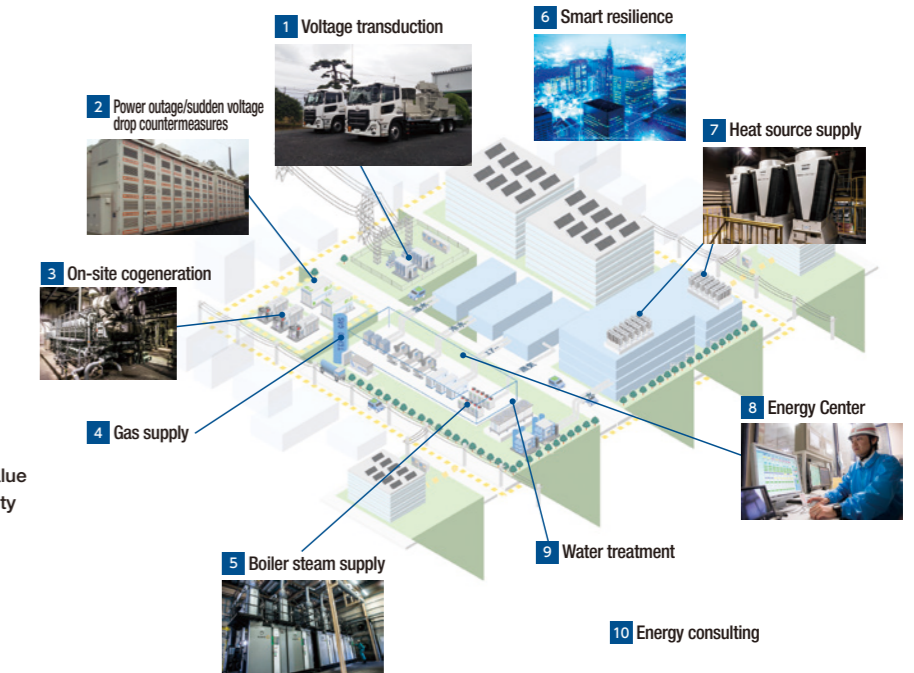 1 Voltage transduction
2 Power outage/sudden voltage
drop countermeasures
3 On-site cogeneration
4 Gas supply
5 Boiler steam supply
6 Smart resilience
7 Heat source supply
8 Energy Center
9 Water treatment
10 Energy consulting
lue
ty